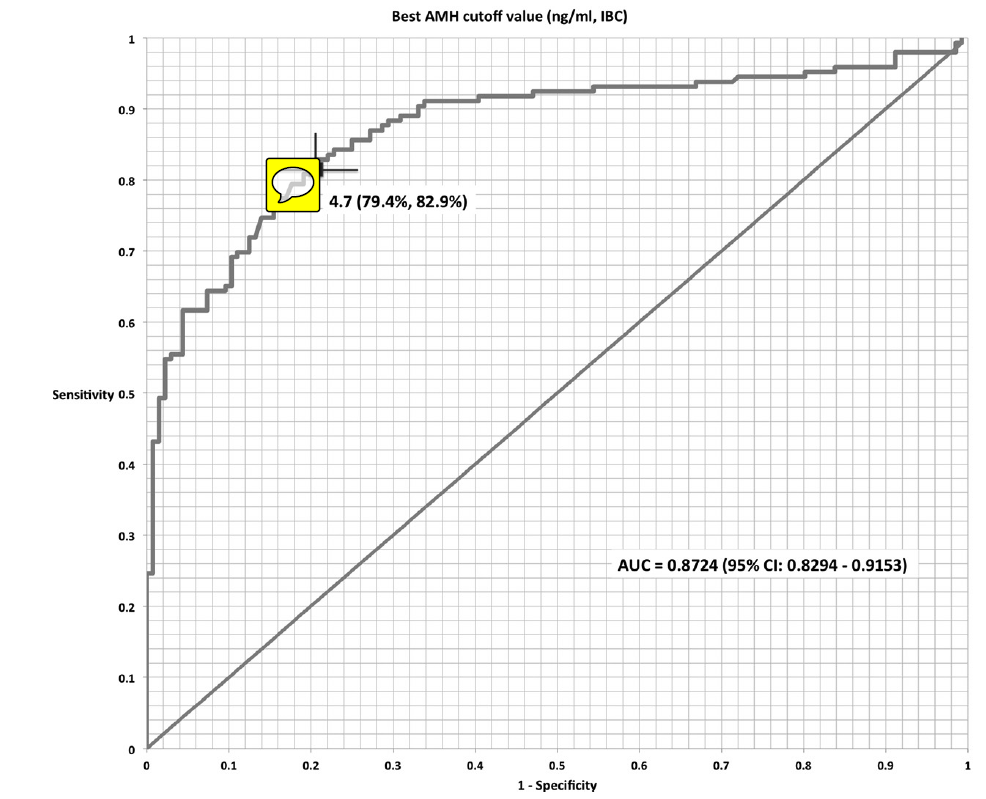 Best AMH cutoff value (ng/ml, IBC)
1
0.9
0.8
4.7 (79.4%, 82.9%)
0.7
0.6
Sensitivity 0.5
0.4
0.3
AUC = 0.8724 (95% CI: 0.8294 - 0.9153)
0.2
0.1
0
0 0.1 0.2 0.3 0.4 0.5 0.6 0.7 0.8 0.9 1
1 - Specificity